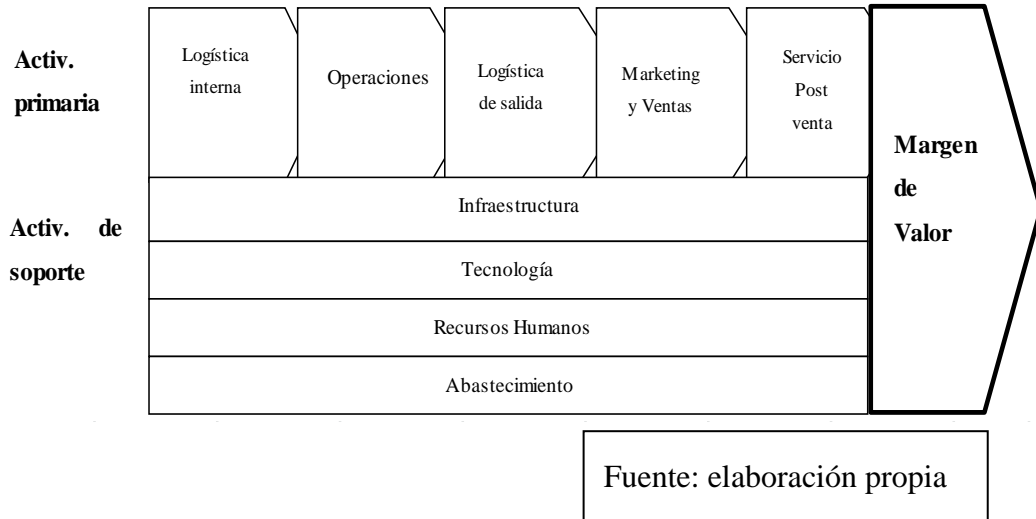 Activ.
primaria
Logística
interna
Operaciones
Logística
de salida
Marketing
y Ventas
Servicio
Post
venta
Margen
de
Valor
Activ. de
soporte
Infraestructura
Tecnología
Recursos Humanos
Abastecimiento
Fuente: elaboración propia